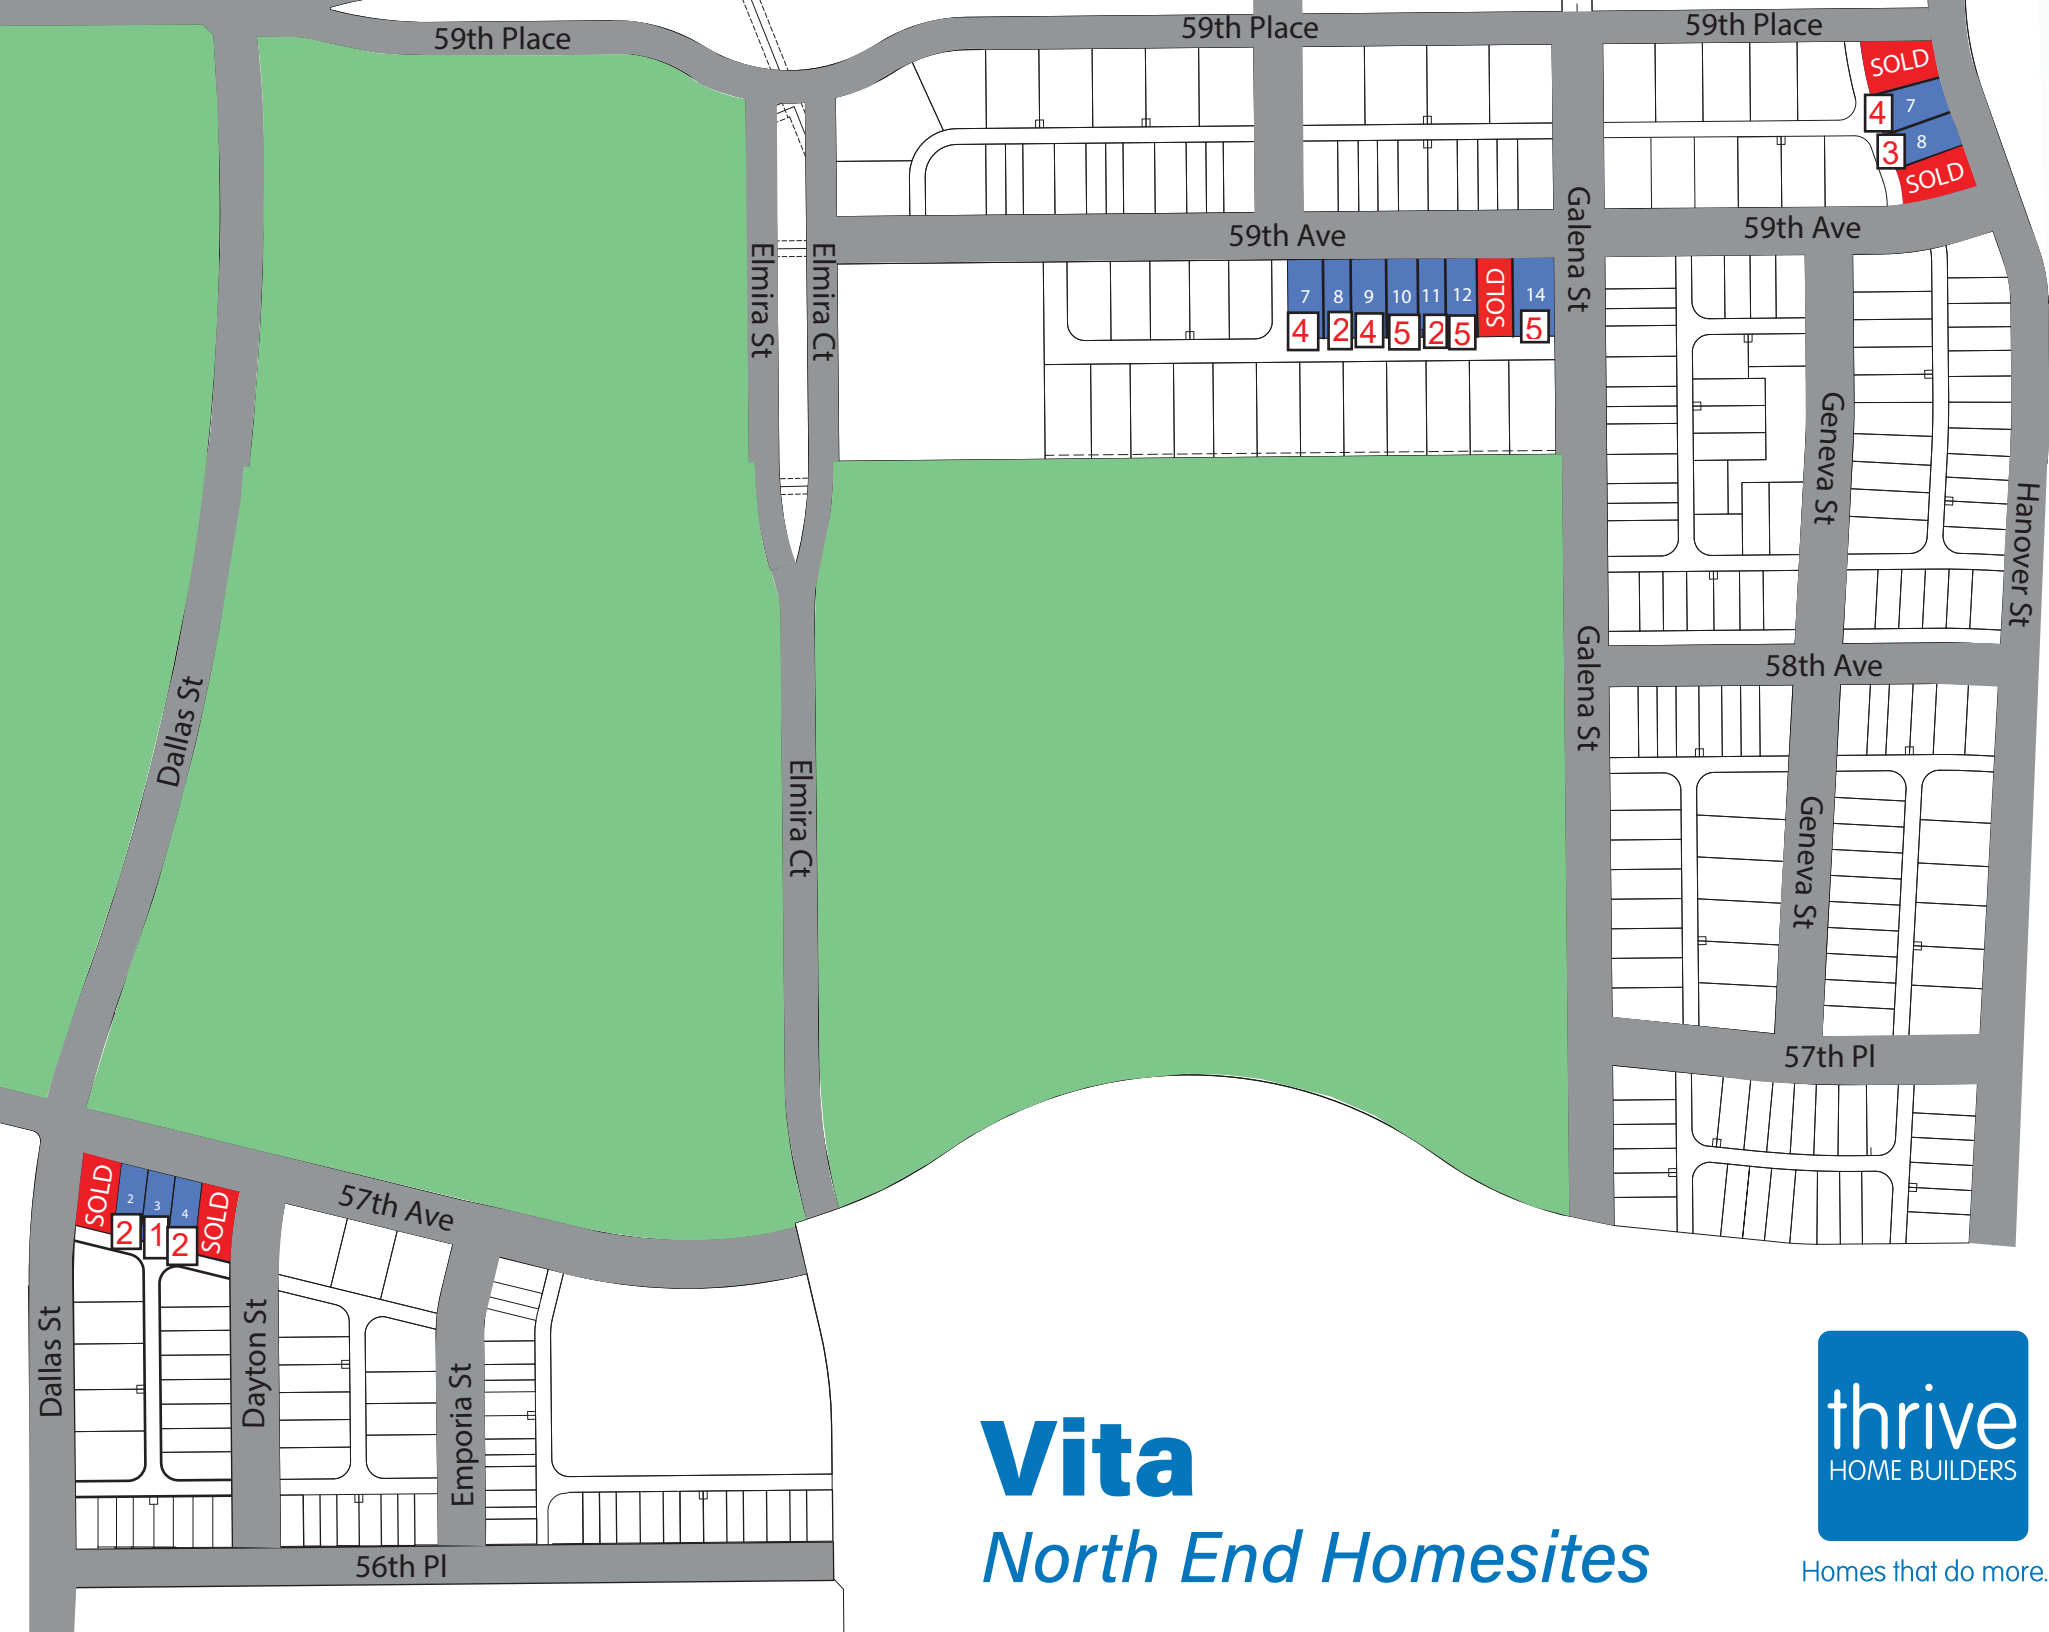 59th Place
59th Place
59th Place
SOLD
7
4
8
3
SOLD
59th Ave
59th Ave
Elmira St
Elmira Ct
Galena St
7
8
9
10
11
12
SOLD
14
4
2
4
5
2
5
5
Geneva St
Hanover St
58th Ave
Galena St
Dallas St
Elmira Ct
Geneva St
57th Pl
SOLD
2
3
4
SOLD
2
1
2
57th Ave
Dallas St
Dayton St
Emporia St
56th Pl
Vita
North End Homesites
thrive
HOME BUILDERS
Homes that do more.